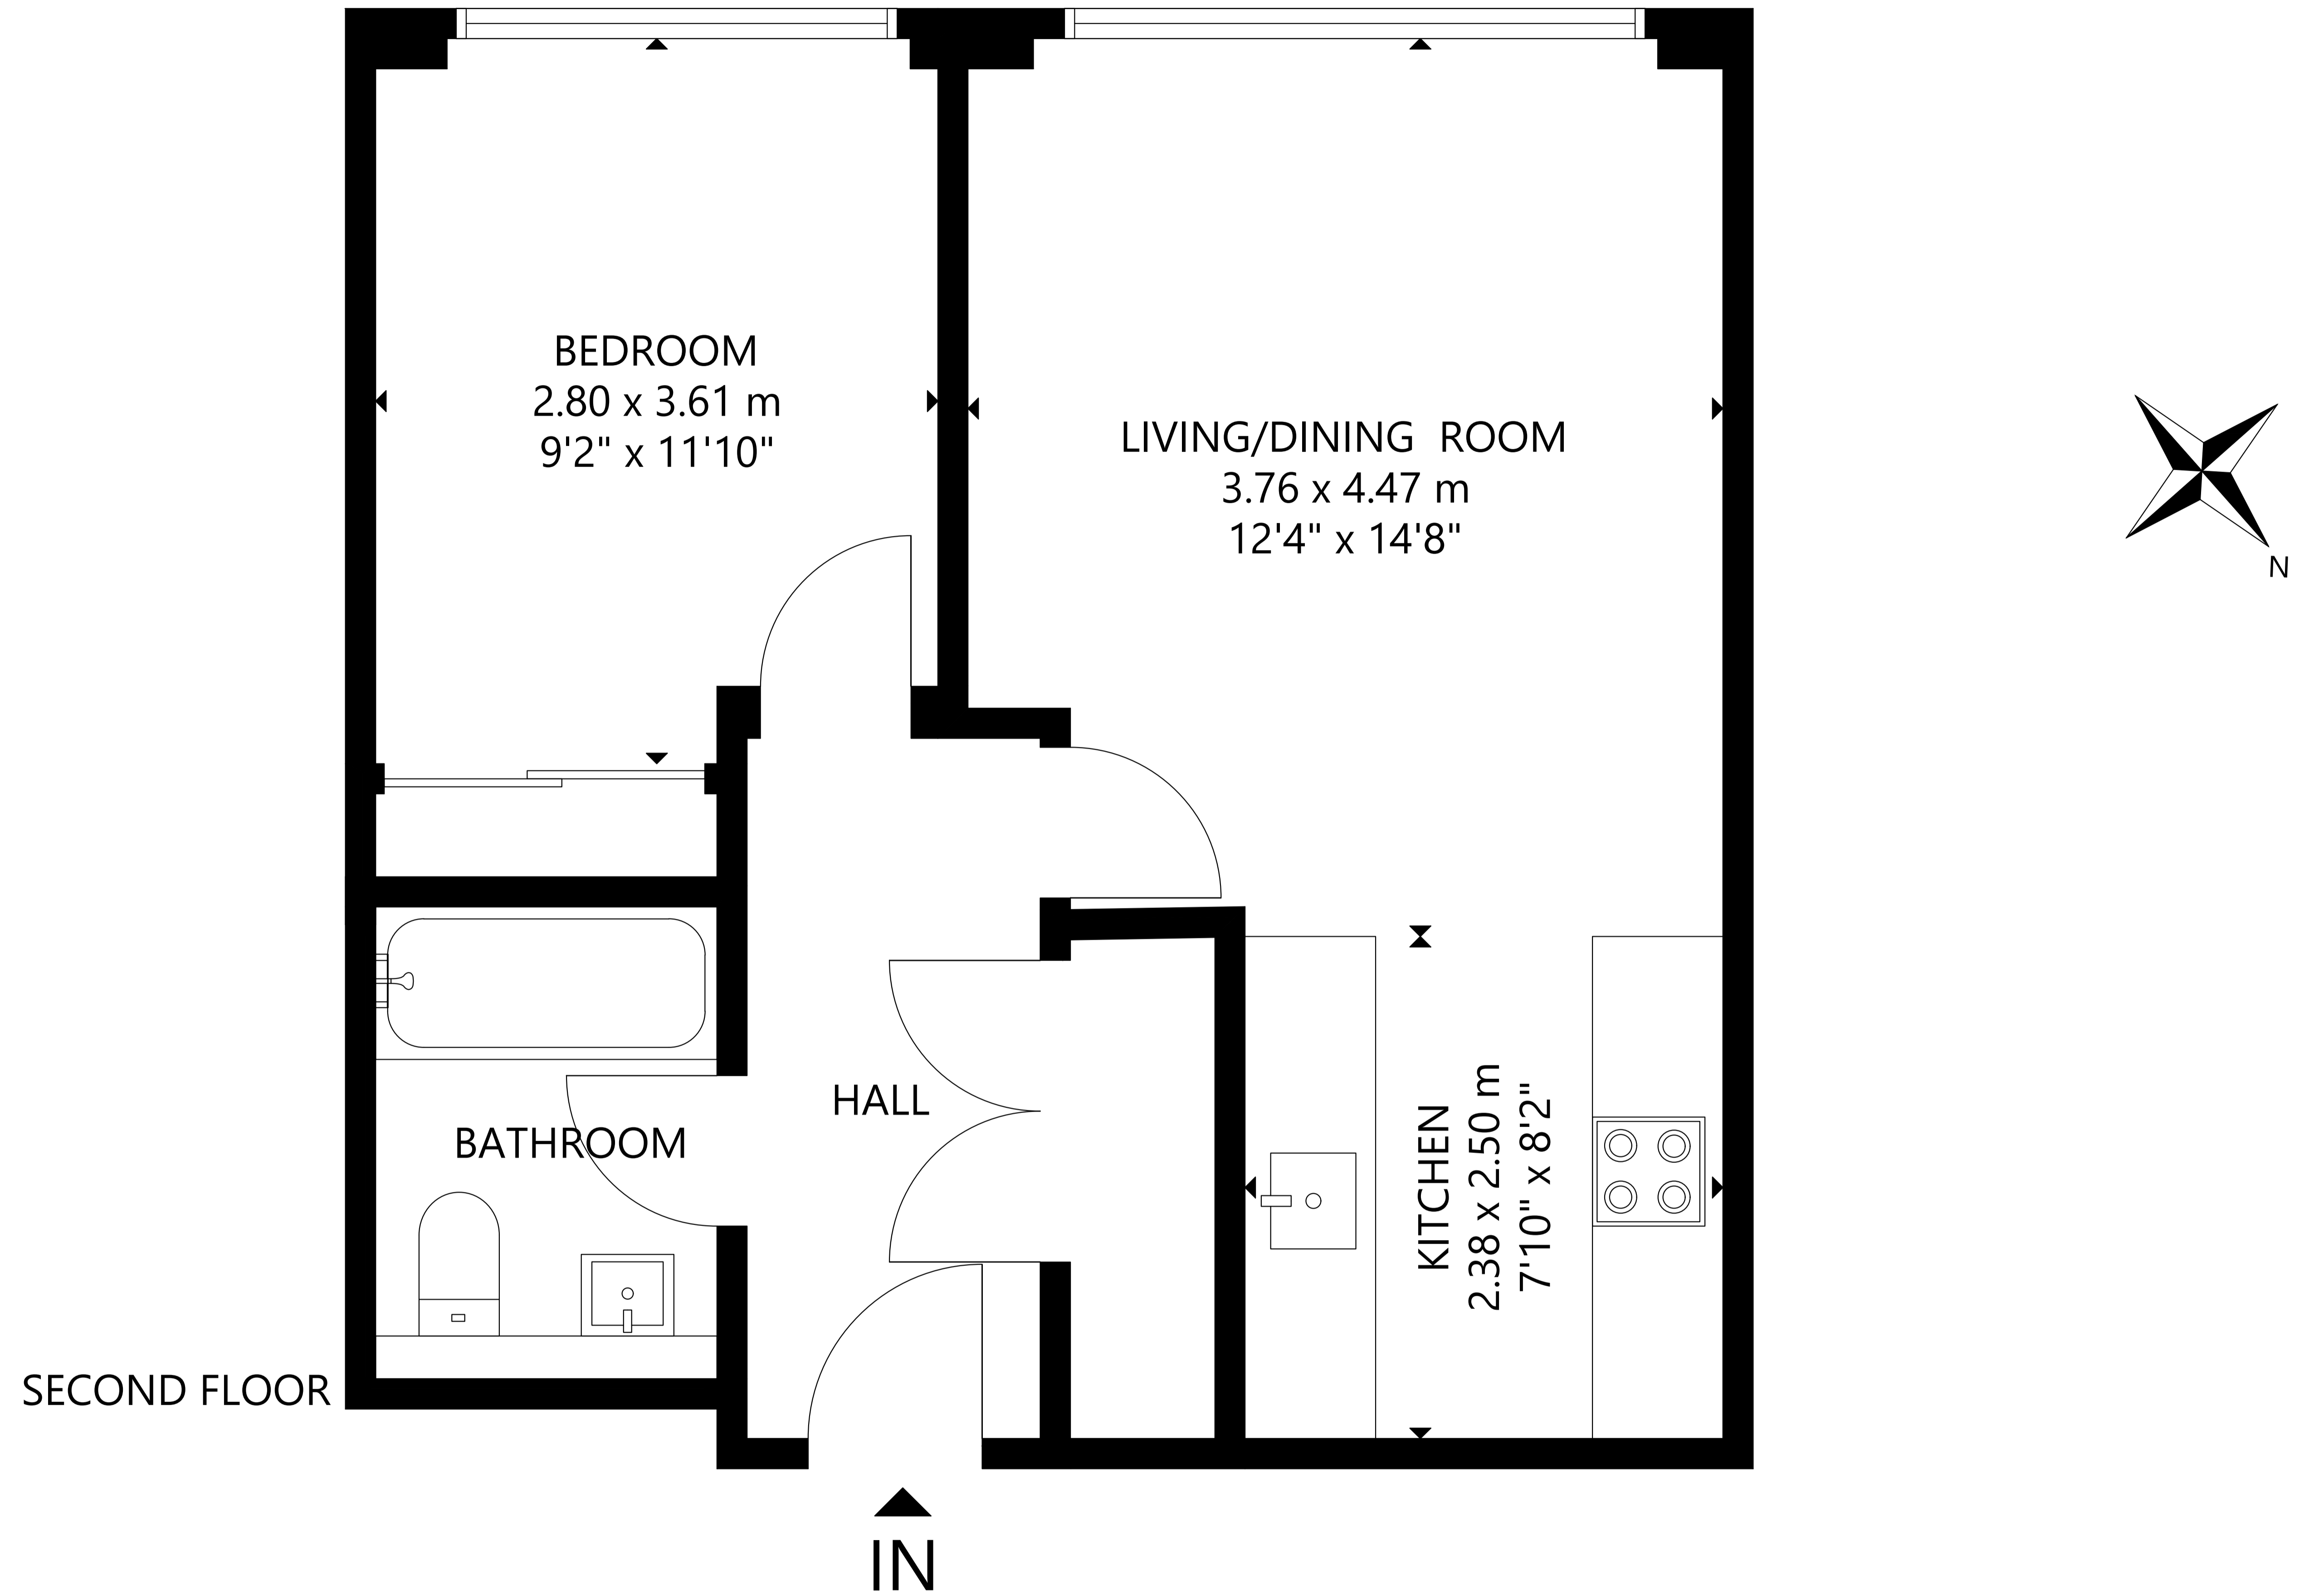 BEDROOM
2.80 x 3.61 m
9'2" x 11'10"
LIVING/DINING ROOM
3.76 x 4.47 m
12'4" x 14'8"
N
HALL
BATHROOM
KITCHEN
2.38 x 2.50 m
7'10" x 8'2"
SECOND FLOOR
IN